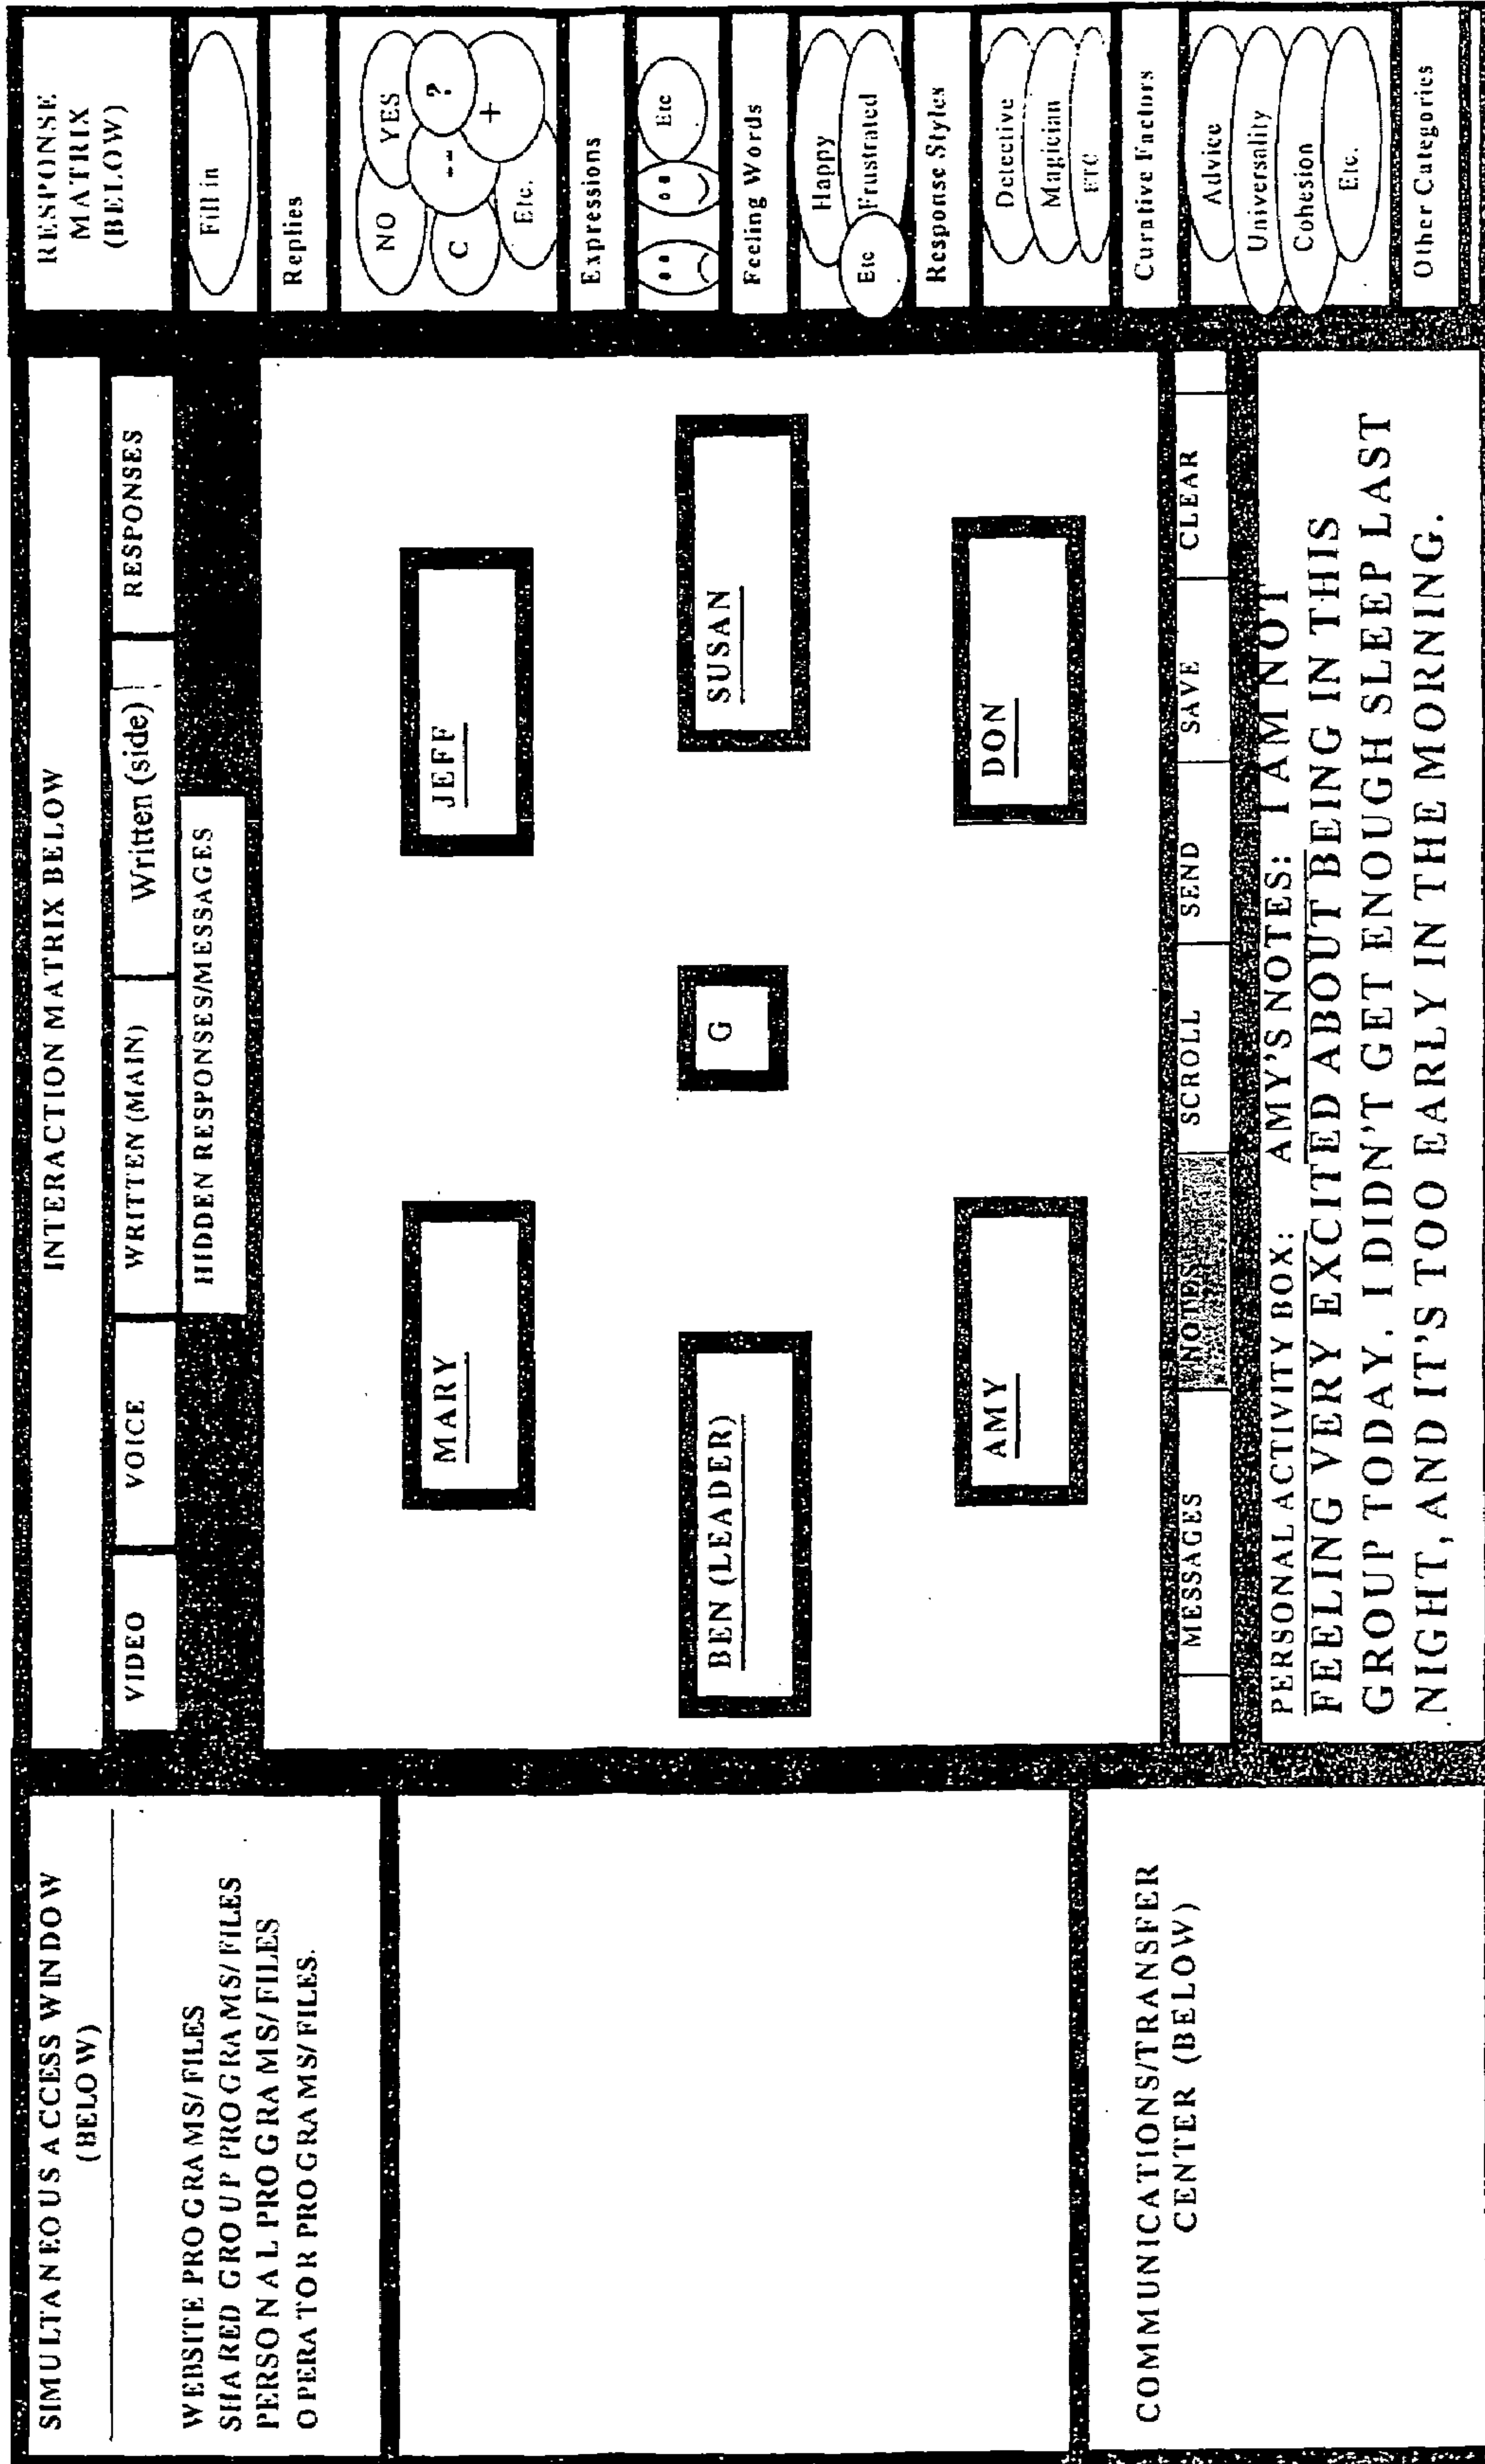 SIMULTANEOUS ACCESS WINDOW
(BELOW)
WEBSITE PROGRAMS/FILES
SHARED GROUP PROGRAMS/FILES
PERSONAL PROGRAMS/FILES
OPERATOR PROGRAMS/FILES.
COMMUNICATIONS/TRANSFER
CENTER (BELOW)
INTERACTION MATRIX BELOW
VIDEO
VOICE
WRITTEN (MAIN)
Written (side)
RESPONSES
HIDDEN RESPONSES/MESSAGES
MARY
JEFF
BEN (LEADER)
G
SUSAN
AMY
DON
MESSAGES
NOTES
SCROLL
SEND
SAVE
CLEAR
PERSONAL ACTIVITY BOX: AMY'S NOTES: I AM NOT
FEELING VERY EXCITED ABOUT BEING IN THIS
GROUP TODAY. I DIDN'T GET ENOUGH SLEEP LAST
NIGHT, AND IT'S TOO EARLY IN THE MORNING.
RESPONSE
MATRIX
(BELOW)
Fill in
Replies
NO
YES
?
C
--
+
Etc.
Expressions
Etc
Feeling Words
Happy
Etc
Frustrated
Response Styles
Detective
Magician
ETC
Curative Factors
Advice
Universality
Cohesion
Etc.
Other Categories